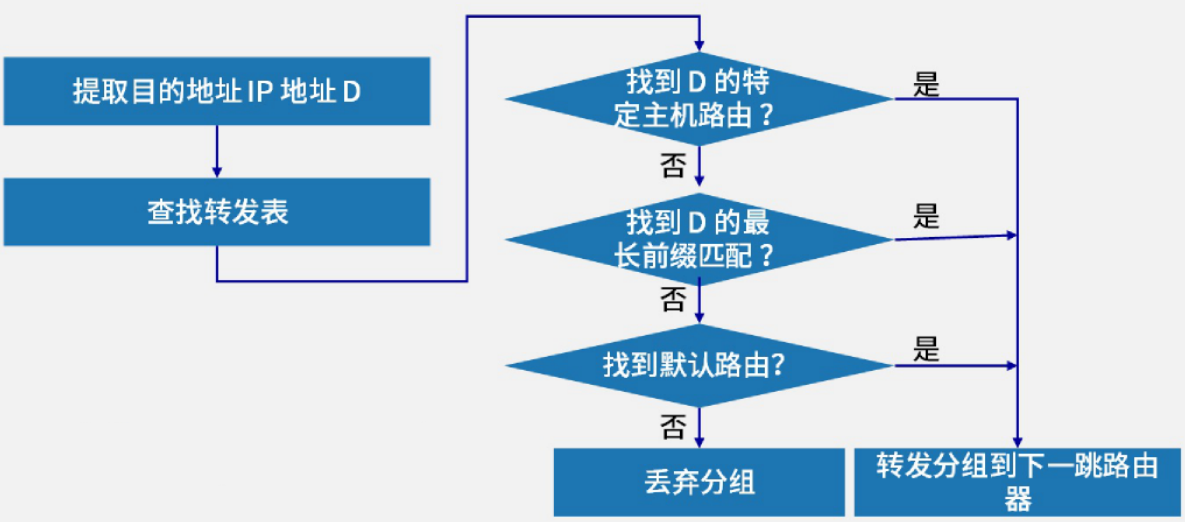 提取目的地址 IP 地址 D
查找转发表
找到 D 的特
定主机路由？
是
否
找到 D 的最
长前缀匹配？
是
否
找到默认路由?
是
否
丢弃分组
转发分组到下一跳路由
器